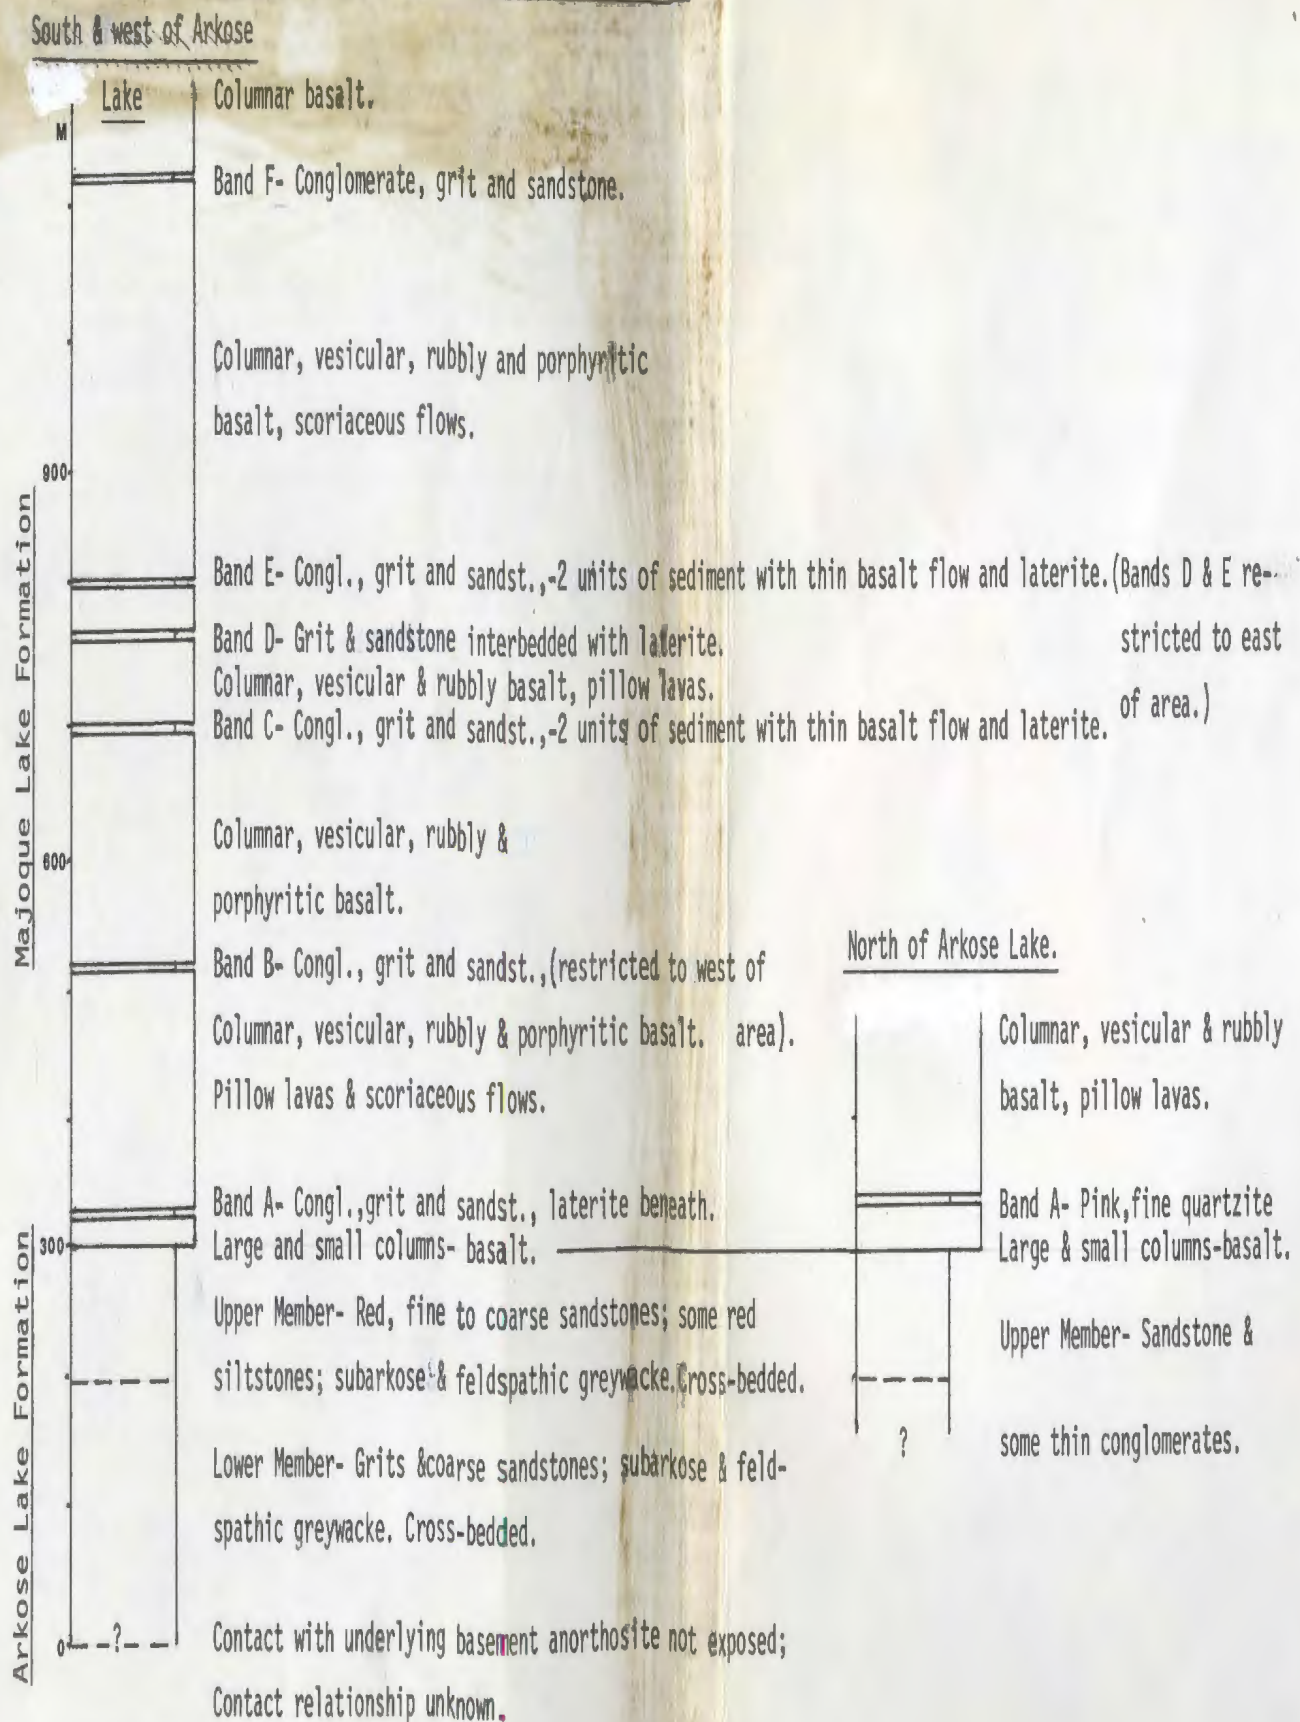 South & west of Arkose
Lake
Columnar basalt.
M
Band F- Conglomerate, grit and sandstone.
Columnar, vesicular, rubbly and porphyritic
basalt, scoriaceous flows.
900
Majoque Lake Formation
Band E- Congl., grit and sandst.,-2 units of sediment with thin basalt flow and laterite.(Bands D & E re-
stricted to east
of area.)
Band D- Grit & sandstone interbedded with laterite.
Columnar, vesicular & rubbly basalt, pillow lavas.
Band C- Congl., grit and sandst.,-2 units of sediment with thin basalt flow and laterite.
Columnar, vesicular, rubbly &
600
porphyritic basalt.
Band B- Congl., grit and sandst.,(restricted to west of
area).
Columnar, vesicular, rubbly & porphyritic basalt.
Pillow lavas & scoriaceous flows.
Band A- Congl.,grit and sandst., laterite beneath.
300
Large and small columns- basalt.
Arkose Lake Formation
Upper Member- Red, fine to coarse sandstones; some red
siltstones; subarkose & feldspathic greywacke.Cross-bedded.
Lower Member- Grits &coarse sandstones; subarkose & feld-
spathic greywacke. Cross-bedded.
0
?
Contact with underlying basement anorthosite not exposed;
Contact relationship unknown.
North of Arkose Lake.
Columnar, vesicular & rubbly
basalt, pillow lavas.
Band A- Pink,fine quartzite
Large & small columns-basalt.
Upper Member- Sandstone &
some thin conglomerates.
?